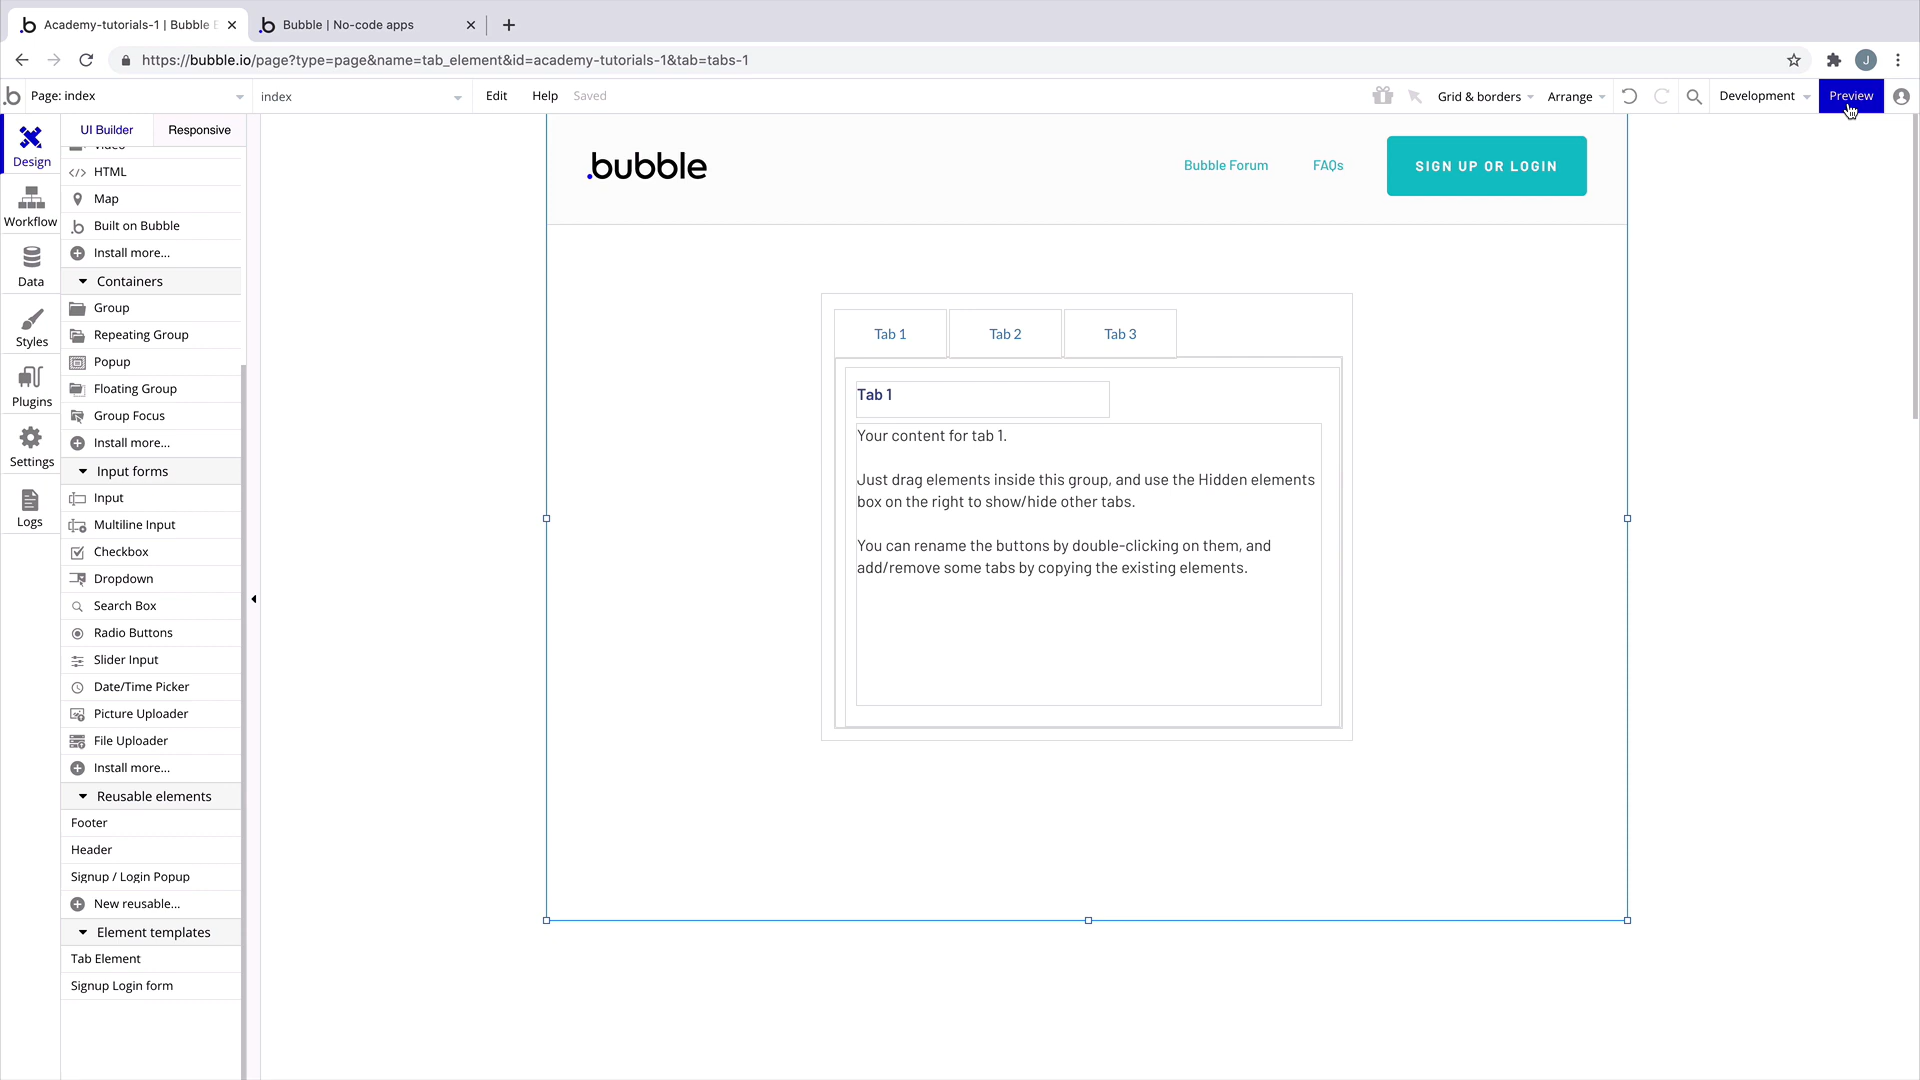 Academy-tutorials-1 | Bubble E
Bubble | No-code apps
https://bubble.io/page?type=page&name=tab_element&id=academy-tutorials-1&tab=tabs-1
J
Page: index
index
Edit
Help
Saved
Grid & borders
Arrange
Development
Preview
Design
Workflow
Data
Styles
Plugins
Settings
Logs
UI Builder
Responsive
Video
HTML
Map
Built on Bubble
Install more...
Containers
Group
Repeating Group
Popup
Floating Group
Group Focus
Install more...
Input forms
Input
Multiline Input
Checkbox
Dropdown
Search Box
Radio Buttons
Slider Input
Date/Time Picker
Picture Uploader
File Uploader
Install more...
Reusable elements
Footer
Header
Signup / Login Popup
New reusable...
Element templates
Tab Element
Signup Login form
.bubble
Bubble Forum
FAQs
SIGN UP OR LOGIN
Tab 1
Tab 2
Tab 3
Tab 1
Your content for tab 1.
Just drag elements inside this group, and use the Hidden elements
box on the right to show/hide other tabs.
You can rename the buttons by double-clicking on them, and
add/remove some tabs by copying the existing elements.